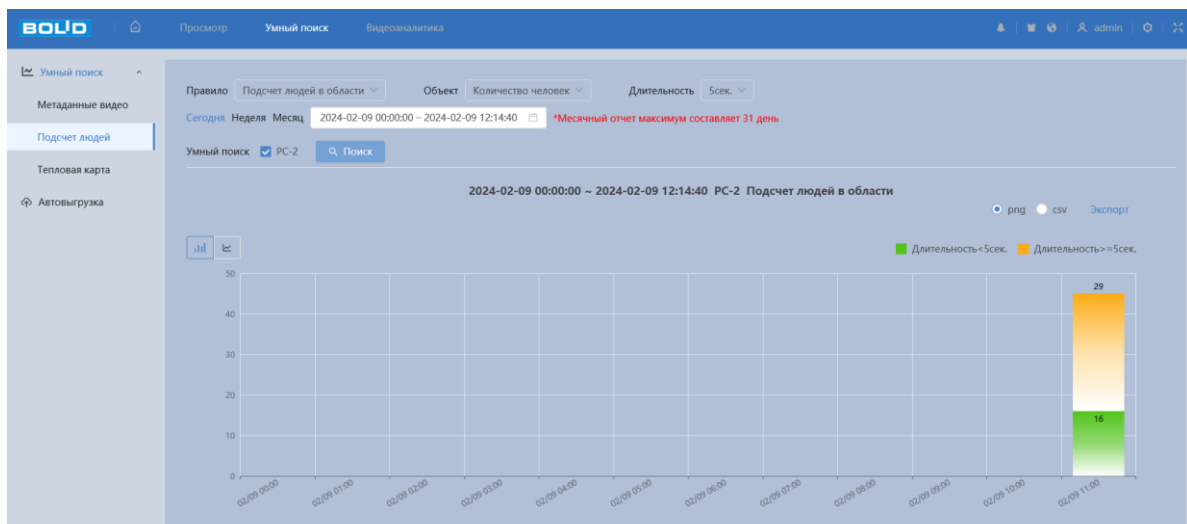 BOLID Просмотр Умный поиск Видеоаналитика admin
Умный поиск
Метаданные видео
Подсчет людей
Тепловая карта
Автовыгрузка
Правило Подсчет людей в области Объект Количество человек Длительность 5сек.
Сегодня Неделя Месяц 2024-02-09 00:00:00 ~ 2024-02-09 12:14:40 *Месячный отчет максимум составляет 31 день
Умный поиск PC-2 Поиск
2024-02-09 00:00:00 ~ 2024-02-09 12:14:40 PC-2 Подсчет людей в области
png csv Экспорт
Длительность<5сек. Длительность>=5сек.
50
40
30
20
10
0
29
16
02/09 00:00 02/09 01:00 02/09 02:00 02/09 03:00 02/09 04:00 02/09 05:00 02/09 06:00 02/09 07:00 02/09 08:00 02/09 09:00 02/09 10:00 02/09 11:00